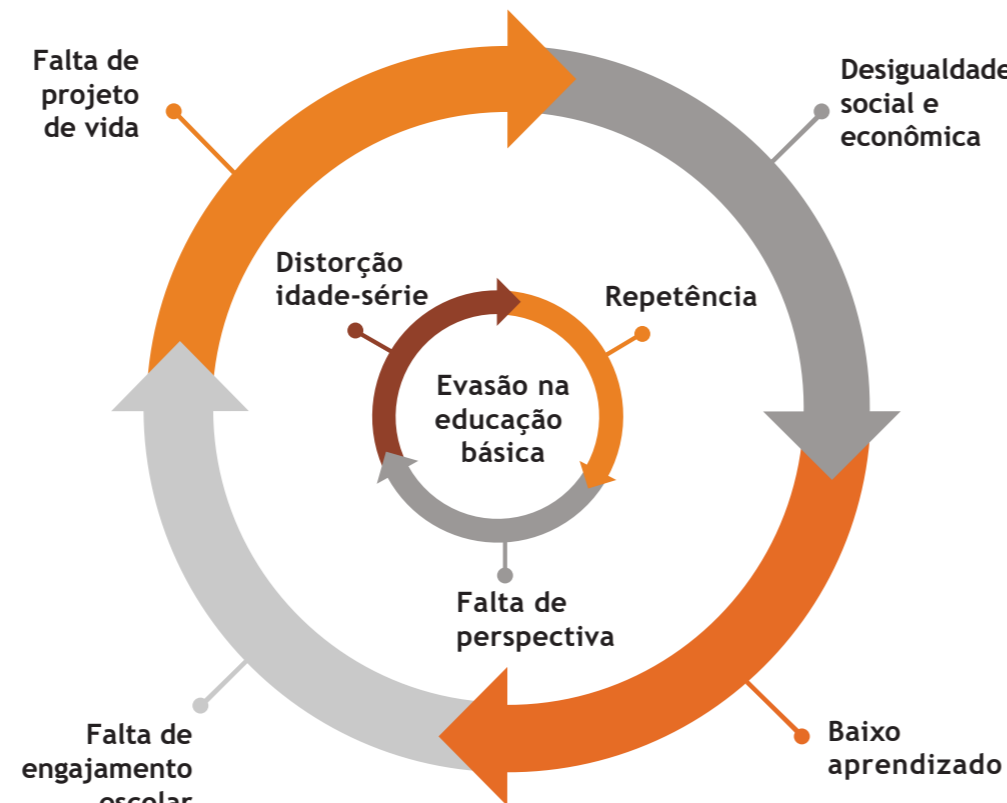 Falta de
projeto
de vida
Desigualdade
social e
econômica
Distorção
idade-série
Repetência
Evasão na
educação
básica
Falta de
perspectiva
Falta de
engajamento
escolar
Baixo
aprendizado